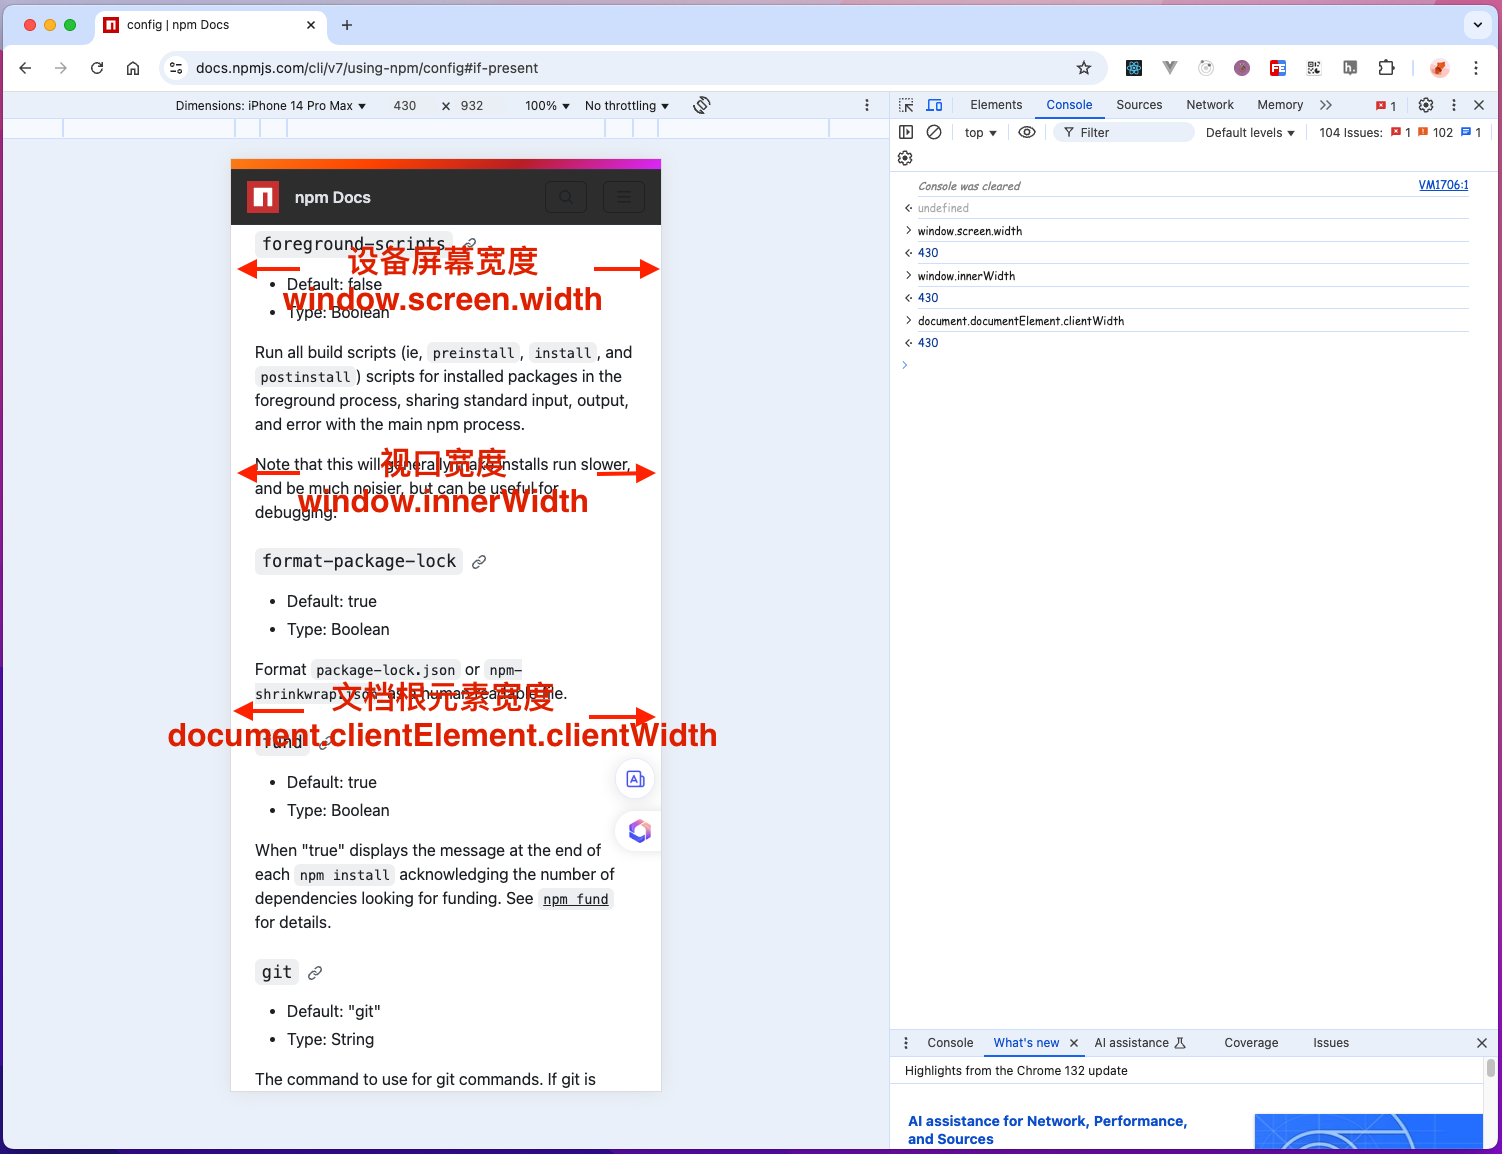 config | npm Docs
docs.npmjs.com/cli/v7/using-npm/config#if-present
Dimensions: iPhone 14 Pro Max ▼ 430 × 932 100% ▼ No throttling ▼
npm Docs
foreground-scripts
设备屏幕宽度
Default: false
window.screen.width
Type: Boolean
Run all build scripts (ie, preinstall, install, and
postinstall) scripts for installed packages in the
foreground process, sharing standard input, output,
and error with the main npm process.
视口宽度
Note that this will generally make installs run slower,
and be much noisier, but can be useful for
window.innerWidth
debugging.
format-package-lock
Default: true
Type: Boolean
Format package-lock.json or npm-
shrinkwrap.json as a human readable file.
文档根元素宽度
document.clientElement.clientWidth
fund
Default: true
Type: Boolean
When "true" displays the message at the end of
each npm install acknowledging the number of
dependencies looking for funding. See npm fund
for details.
git
Default: "git"
Type: String
The command to use for git commands. If git is
Elements Console Sources Network Memory 1
top ▼ Filter Default levels ▼ 104 Issues: 1 102 1
Console was cleared VM1706:1
undefined
window.screen.width
430
window.innerWidth
430
document.documentElement.clientWidth
430
Console What's new AI assistance Coverage Issues
Highlights from the Chrome 132 update
AI assistance for Network, Performance,
and Sources